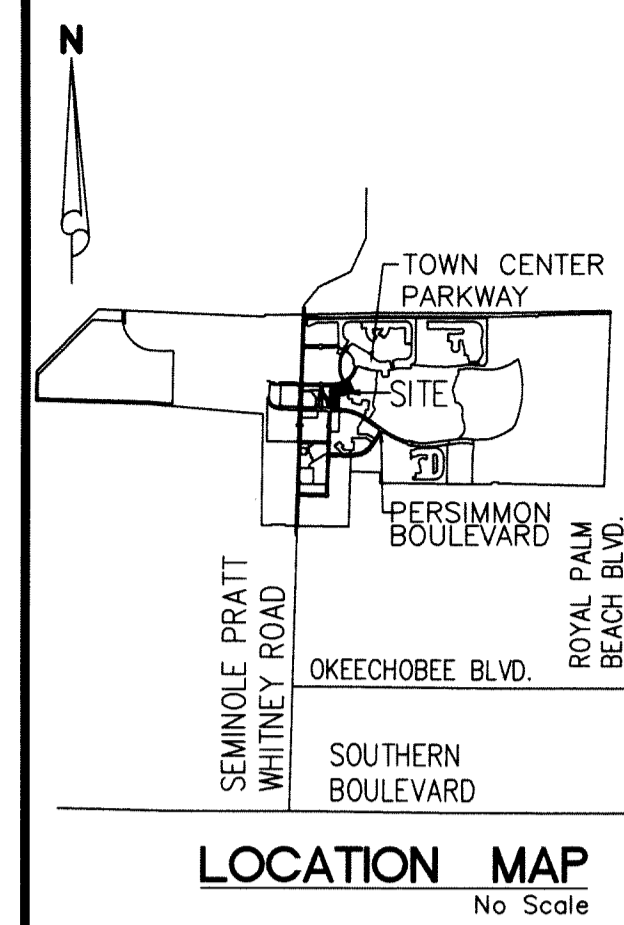 N
TOWN CENTER
PARKWAY
SITE
PERSIMMON
BOULEVARD
ROYAL PALM
BEACH BLVD.
SEMINOLE PRATT
WHITNEY ROAD
OKEECHOBEE BLVD.
SOUTHERN
BOULEVARD
LOCATION MAP
No Scale